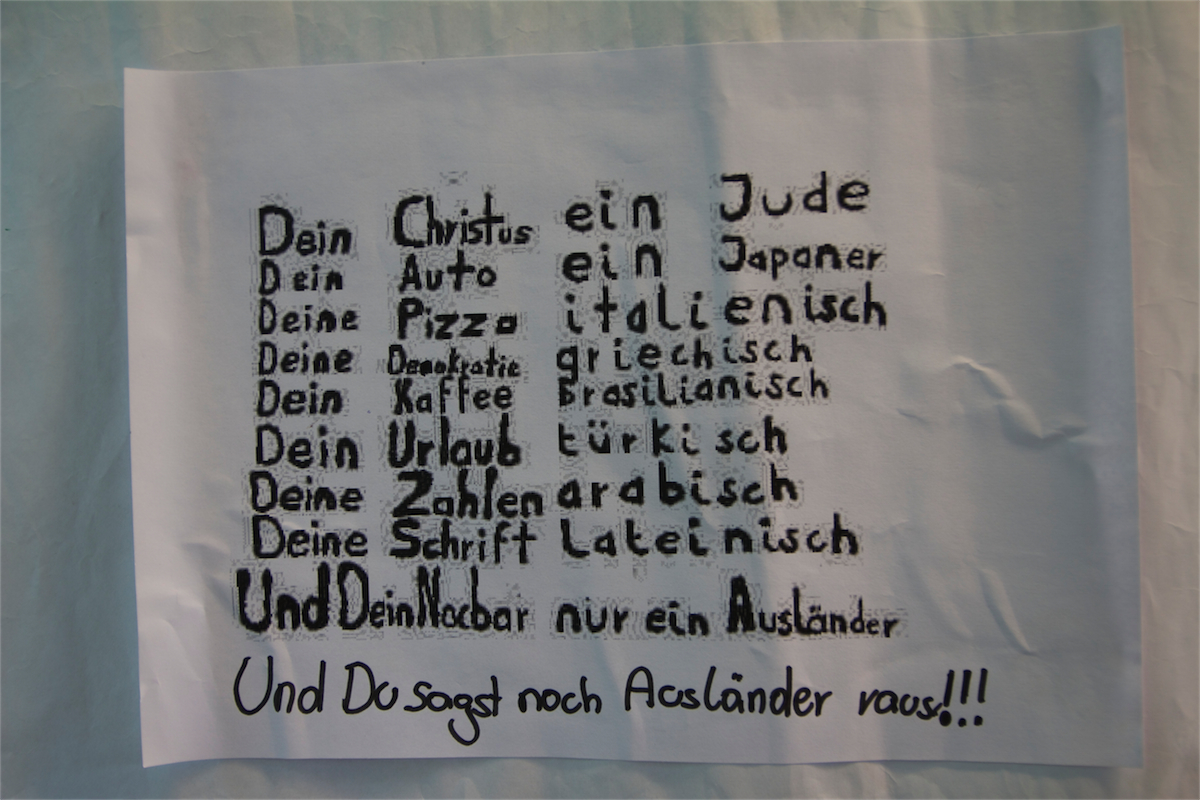 Dein Christus ein Jude
Dein Auto ein Japaner
Deine Pizza italienisch
Deine Demokratie griechisch
Dein Kaffee Brasilianisch
Dein Urlaub türkisch
Deine Zahlen arabisch
Deine Schrift Lateinisch
Und Dein Nacbar nur ein Ausländer
Und Du sagst noch Ausländer raus!!!